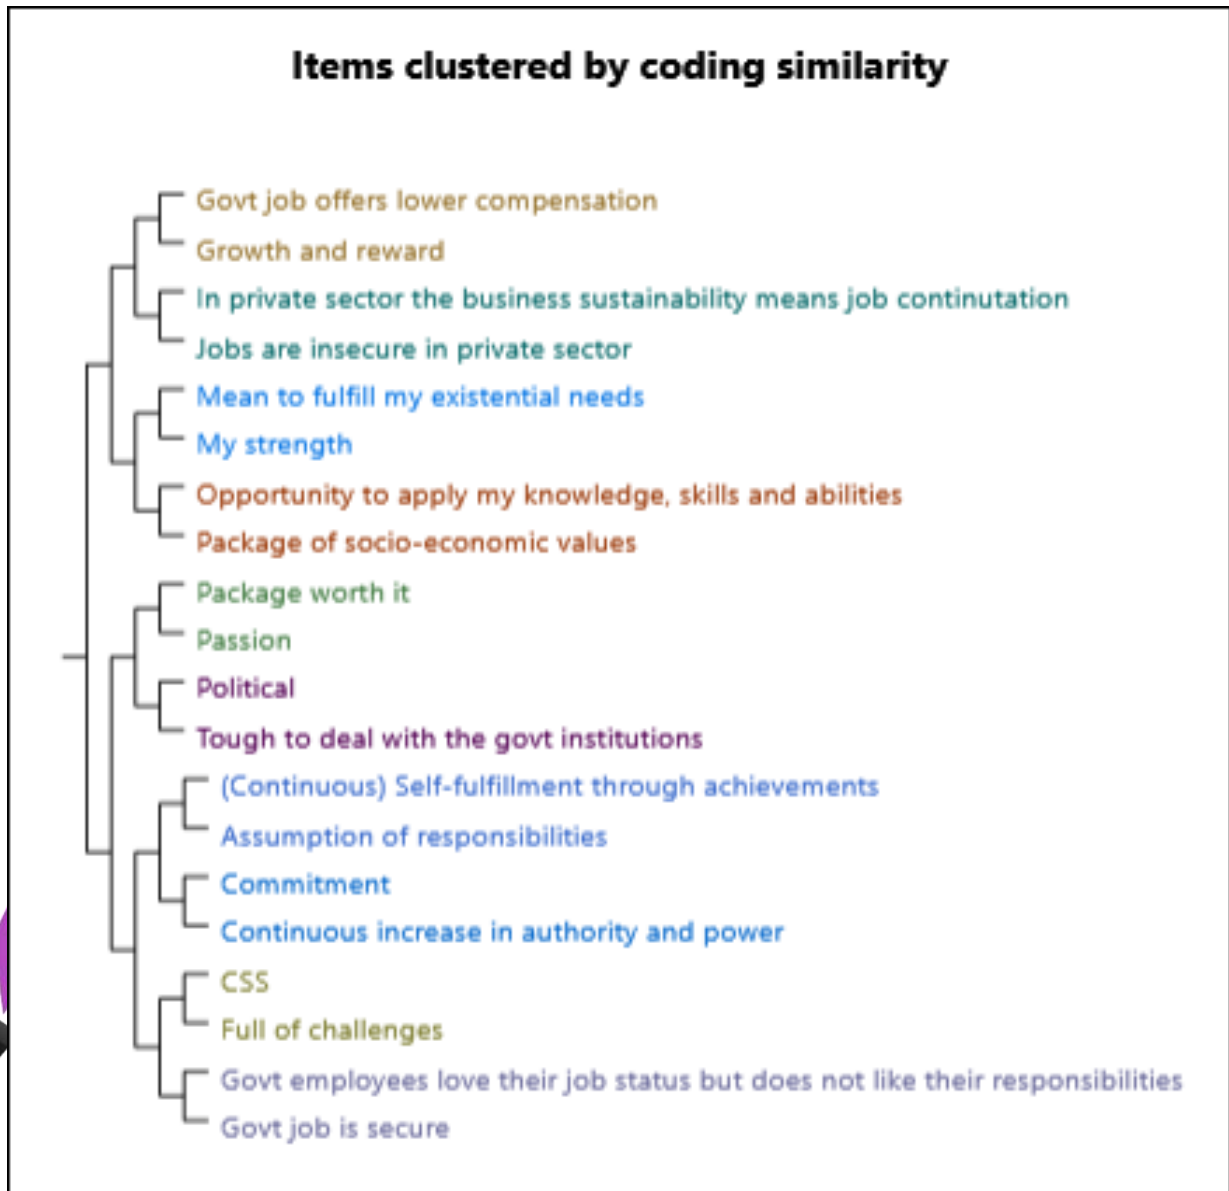 Items clustered by coding similarity
Govt job offers lower compensation
Growth and reward
In private sector the business sustainability means job continutation
Jobs are insecure in private sector
Mean to fulfill my existential needs
My strength
Opportunity to apply my knowledge, skills and abilities
Package of socio-economic values
Package worth it
Passion
Political
Tough to deal with the govt institutions
(Continuous) Self-fulfillment through achievements
Assumption of responsibilities
Commitment
Continuous increase in authority and power
CSS
Full of challenges
Govt employees love their job status but does not like their responsibilities
Govt job is secure